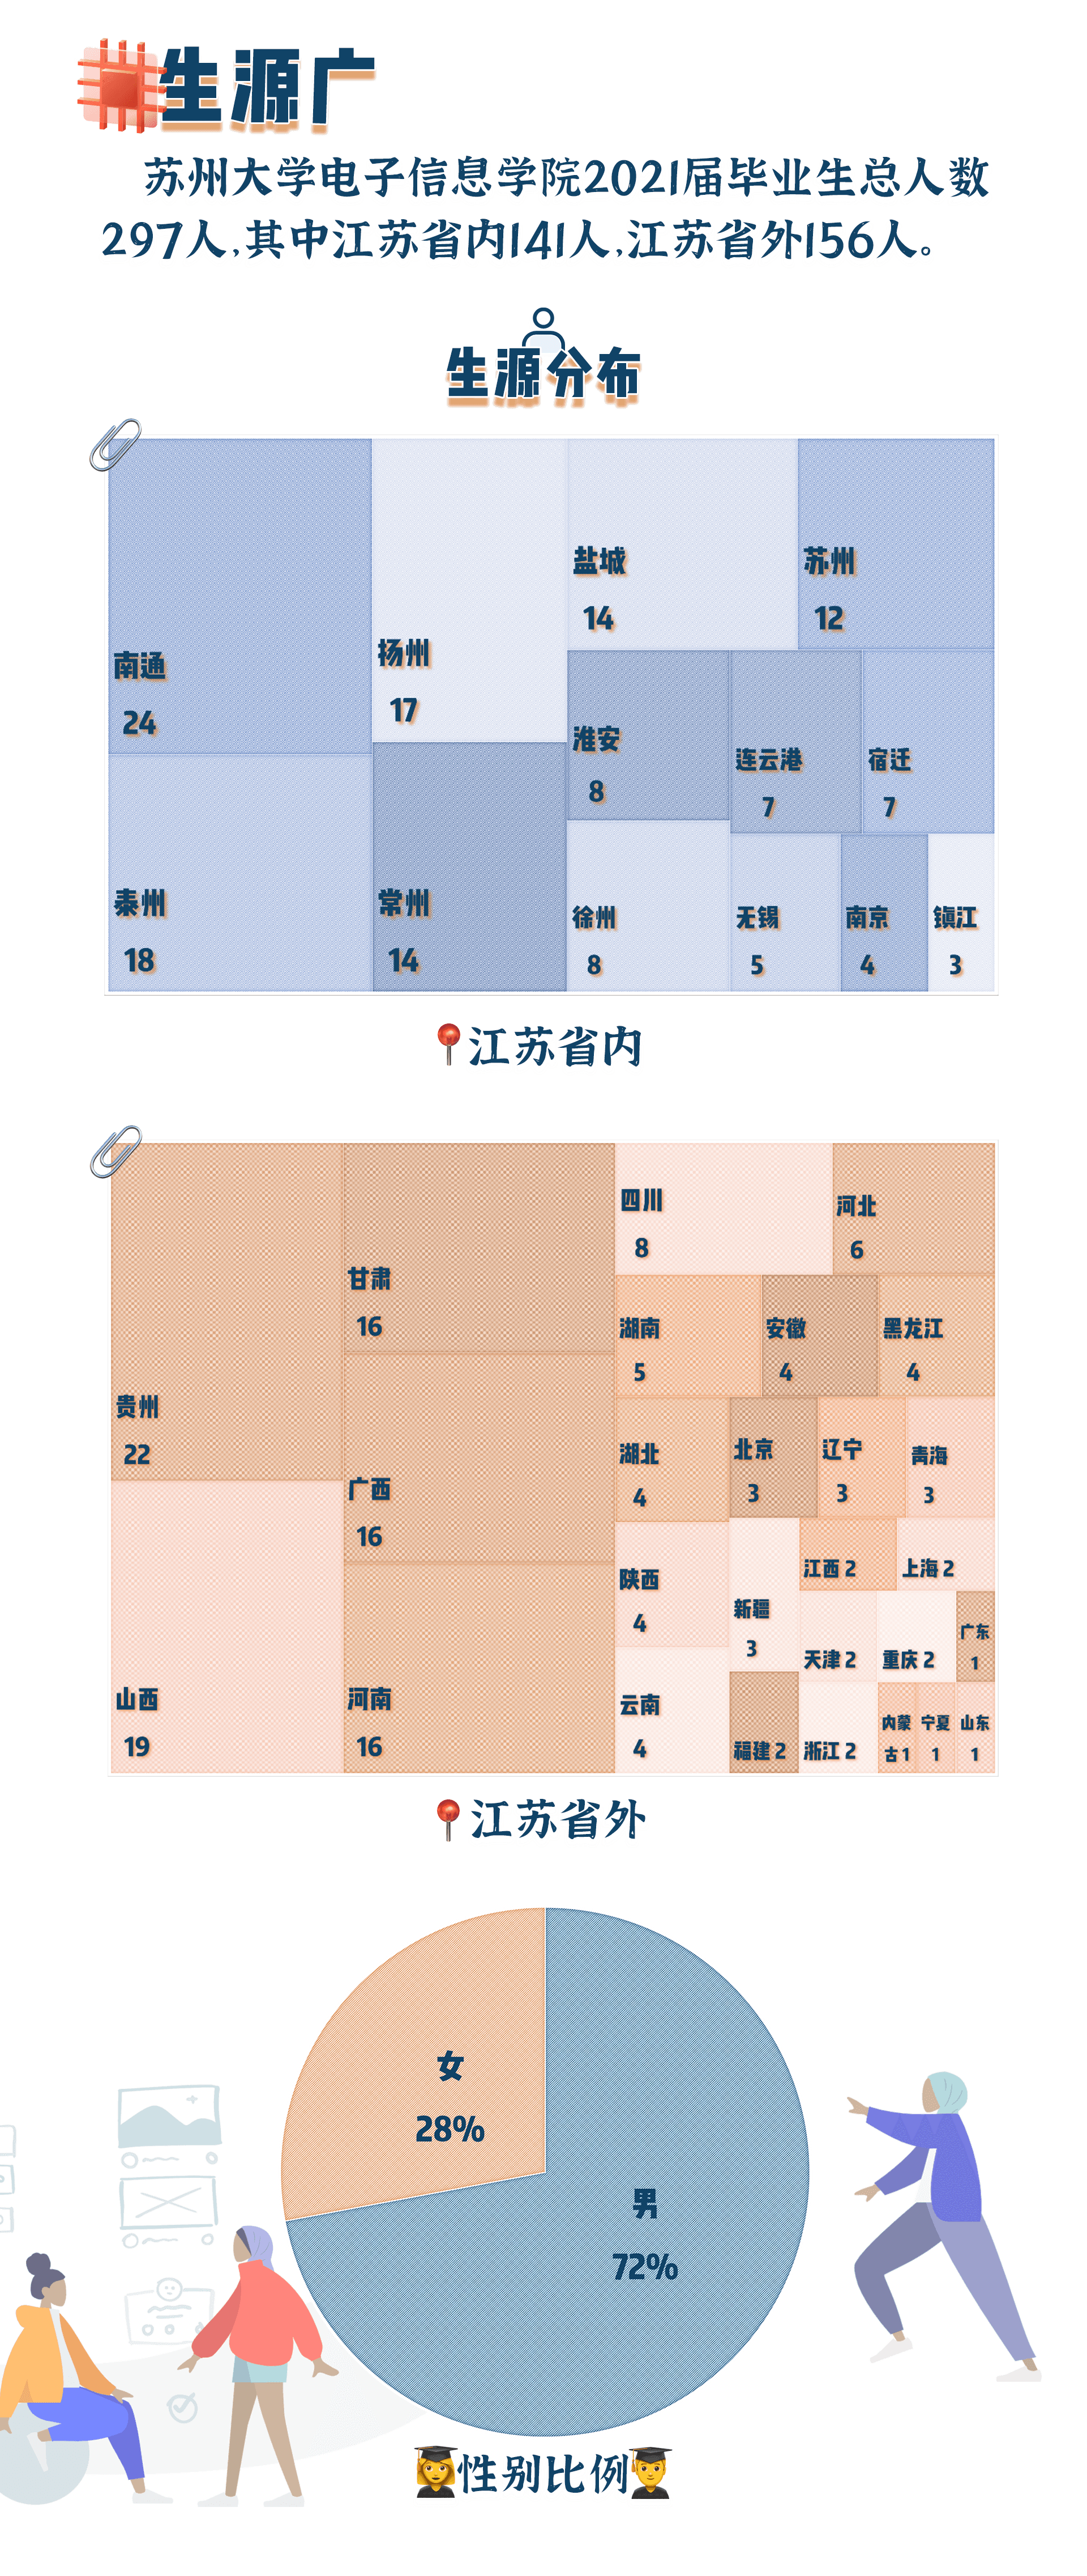 生源广
苏州大学电子信息学院2021届毕业生总人数
297人,其中江苏省内141人,江苏省外156人。
生源分布
南通
24
扬州
17
盐城
14
苏州
12
淮安
8
连云港
7
宿迁
7
泰州
18
常州
14
徐州
8
无锡
5
南京
4
镇江
3
江苏省内
贵州
22
甘肃
16
四川
8
河北
6
湖南
5
安徽
4
黑龙江
4
广西
16
湖北
4
北京
3
辽宁
3
青海
3
山西
19
河南
16
陕西
4
新疆
3
江西 2
上海 2
天津 2
重庆 2
广东
1
云南
4
福建 2
浙江 2
内蒙
古 1
宁夏
1
山东
1
江苏省外
女
28%
男
72%
性别比例